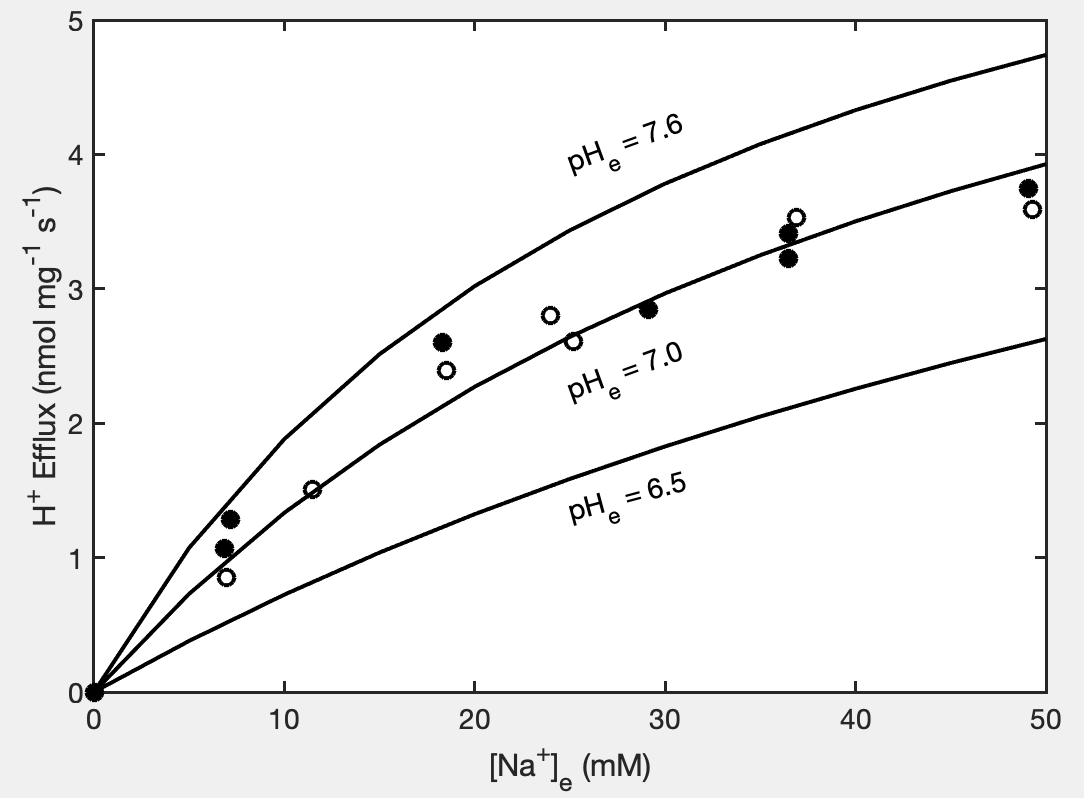 5
4
3
2
1
0
0 10 20 30 40 50
H⁺ Efflux (nmol mg⁻¹ s⁻¹)
[Na⁺]ₑ (mM)
pHₑ = 7.6
pHₑ = 7.0
pHₑ = 6.5